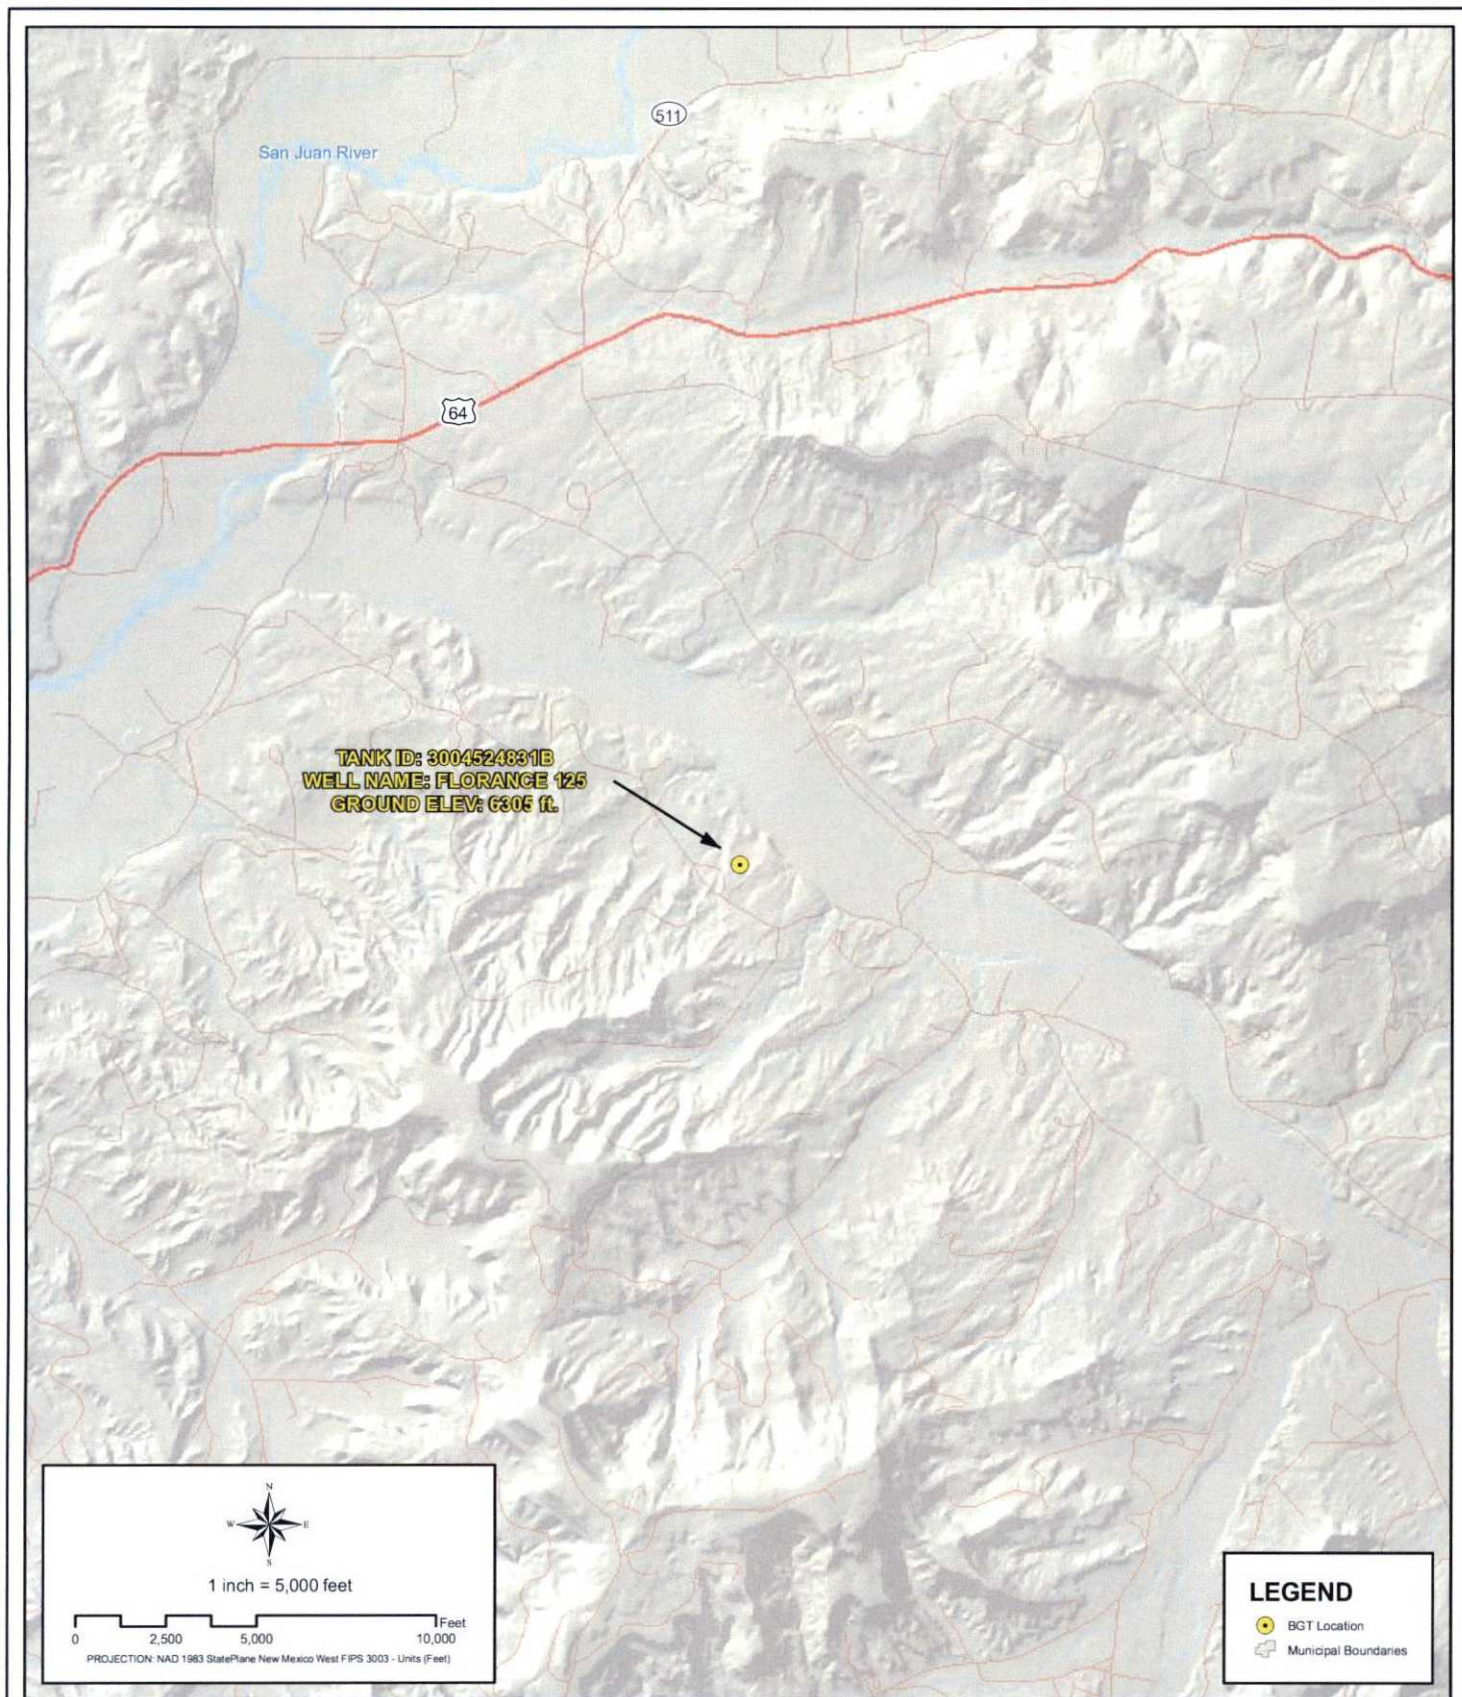 511
San Juan River
64
TANK ID: 3004524831B
WELL NAME: FLORANCE 125
GROUND ELEV: 6305 ft.
N
W E
S
1 inch = 5,000 feet
Feet
0 2,500 5,000 10,000
PROJECTION: NAD 1983 StatePlane New Mexico West FIPS 3003 - Units (Feet)
LEGEND
BGT Location
Municipal Boundaries